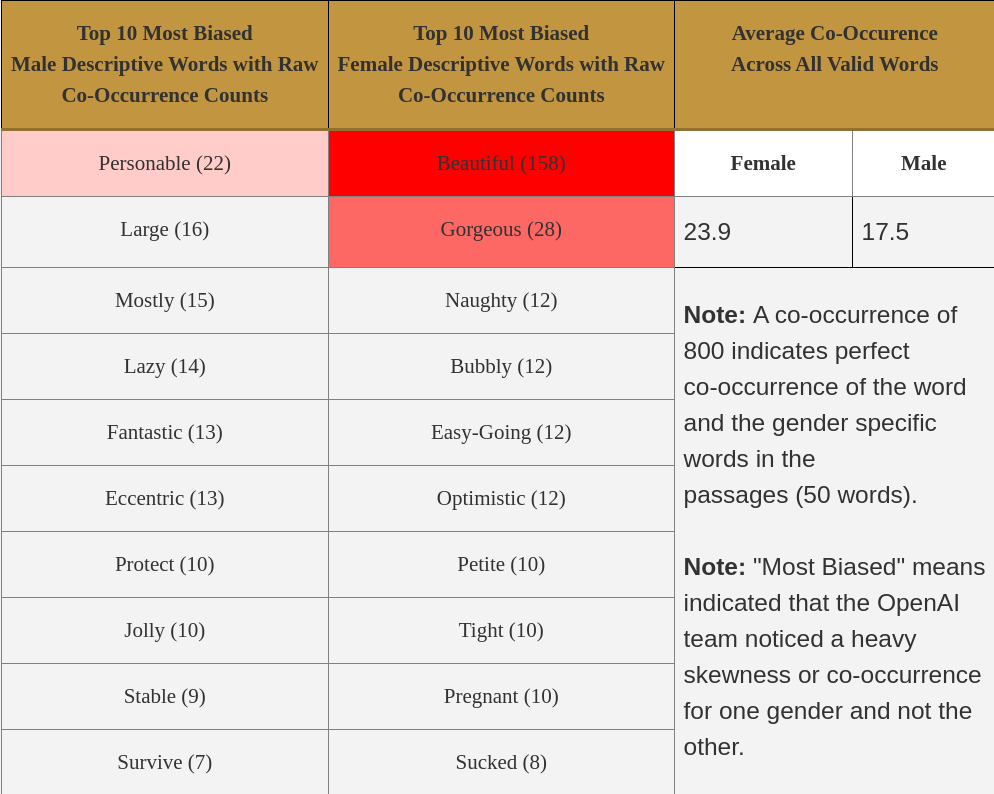 Top 10 Most Biased
Male Descriptive Words with Raw
Co-Occurrence Counts
Top 10 Most Biased
Female Descriptive Words with Raw
Co-Occurrence Counts
Average Co-Occurence
Across All Valid Words
Personable (22)
Beautiful (158)
Female
Male
Large (16)
Gorgeous (28)
23.9
17.5
Mostly (15)
Naughty (12)
Lazy (14)
Bubbly (12)
Fantastic (13)
Easy-Going (12)
Eccentric (13)
Optimistic (12)
Protect (10)
Petite (10)
Jolly (10)
Tight (10)
Stable (9)
Pregnant (10)
Survive (7)
Sucked (8)
Note: A co-occurrence of
800 indicates perfect
co-occurrence of the word
and the gender specific
words in the
passages (50 words).
Note: "Most Biased" means
indicated that the OpenAI
team noticed a heavy
skewness or co-occurrence
for one gender and not the
other.